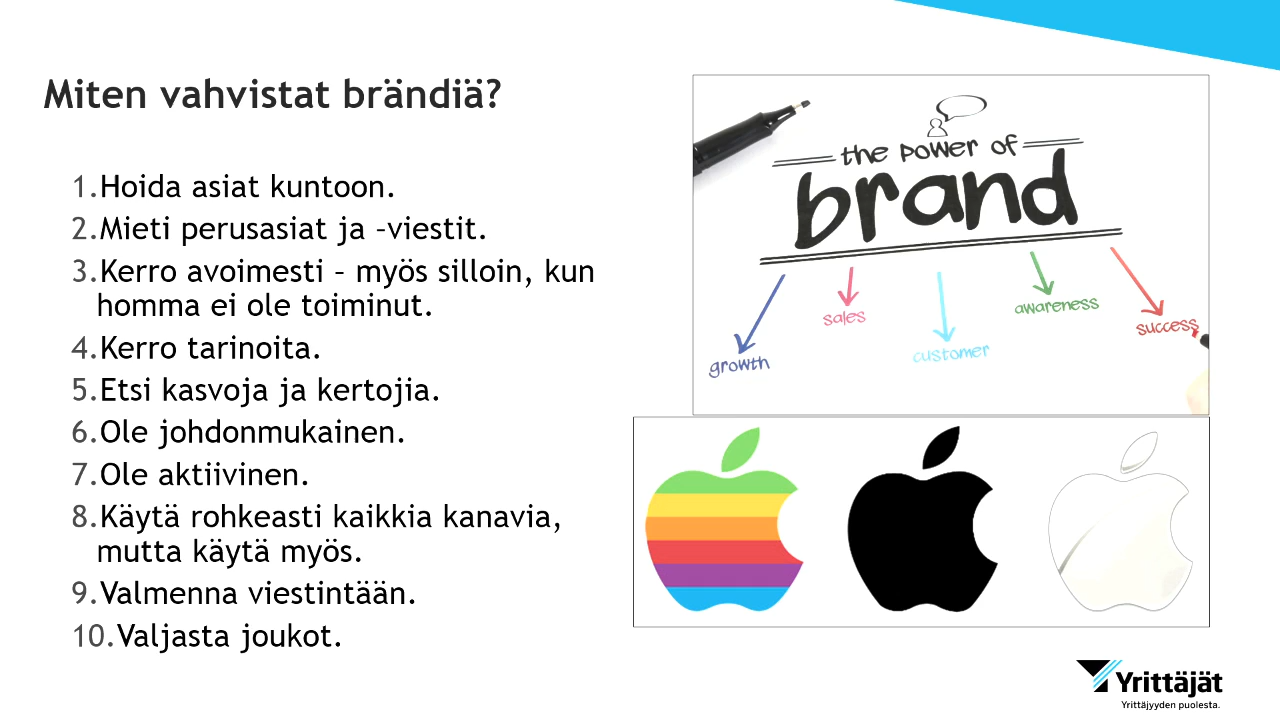 Miten vahvistat brändiä?
1.Hoida asiat kuntoon.
2.Mieti perusasiat ja –viestit.
3.Kerro avoimesti – myös silloin, kun
homma ei ole toiminut.
4.Kerro tarinoita.
5.Etsi kasvoja ja kertojia.
6.Ole johdonmukainen.
7.Ole aktiivinen.
8.Käytä rohkeasti kaikkia kanavia,
mutta käytä myös.
9.Valmenna viestintään.
10.Valjasta joukot.
the power of
brand
growth
sales
customer
awareness
success
Yrittäjät
Yrittäjyyden puolesta.